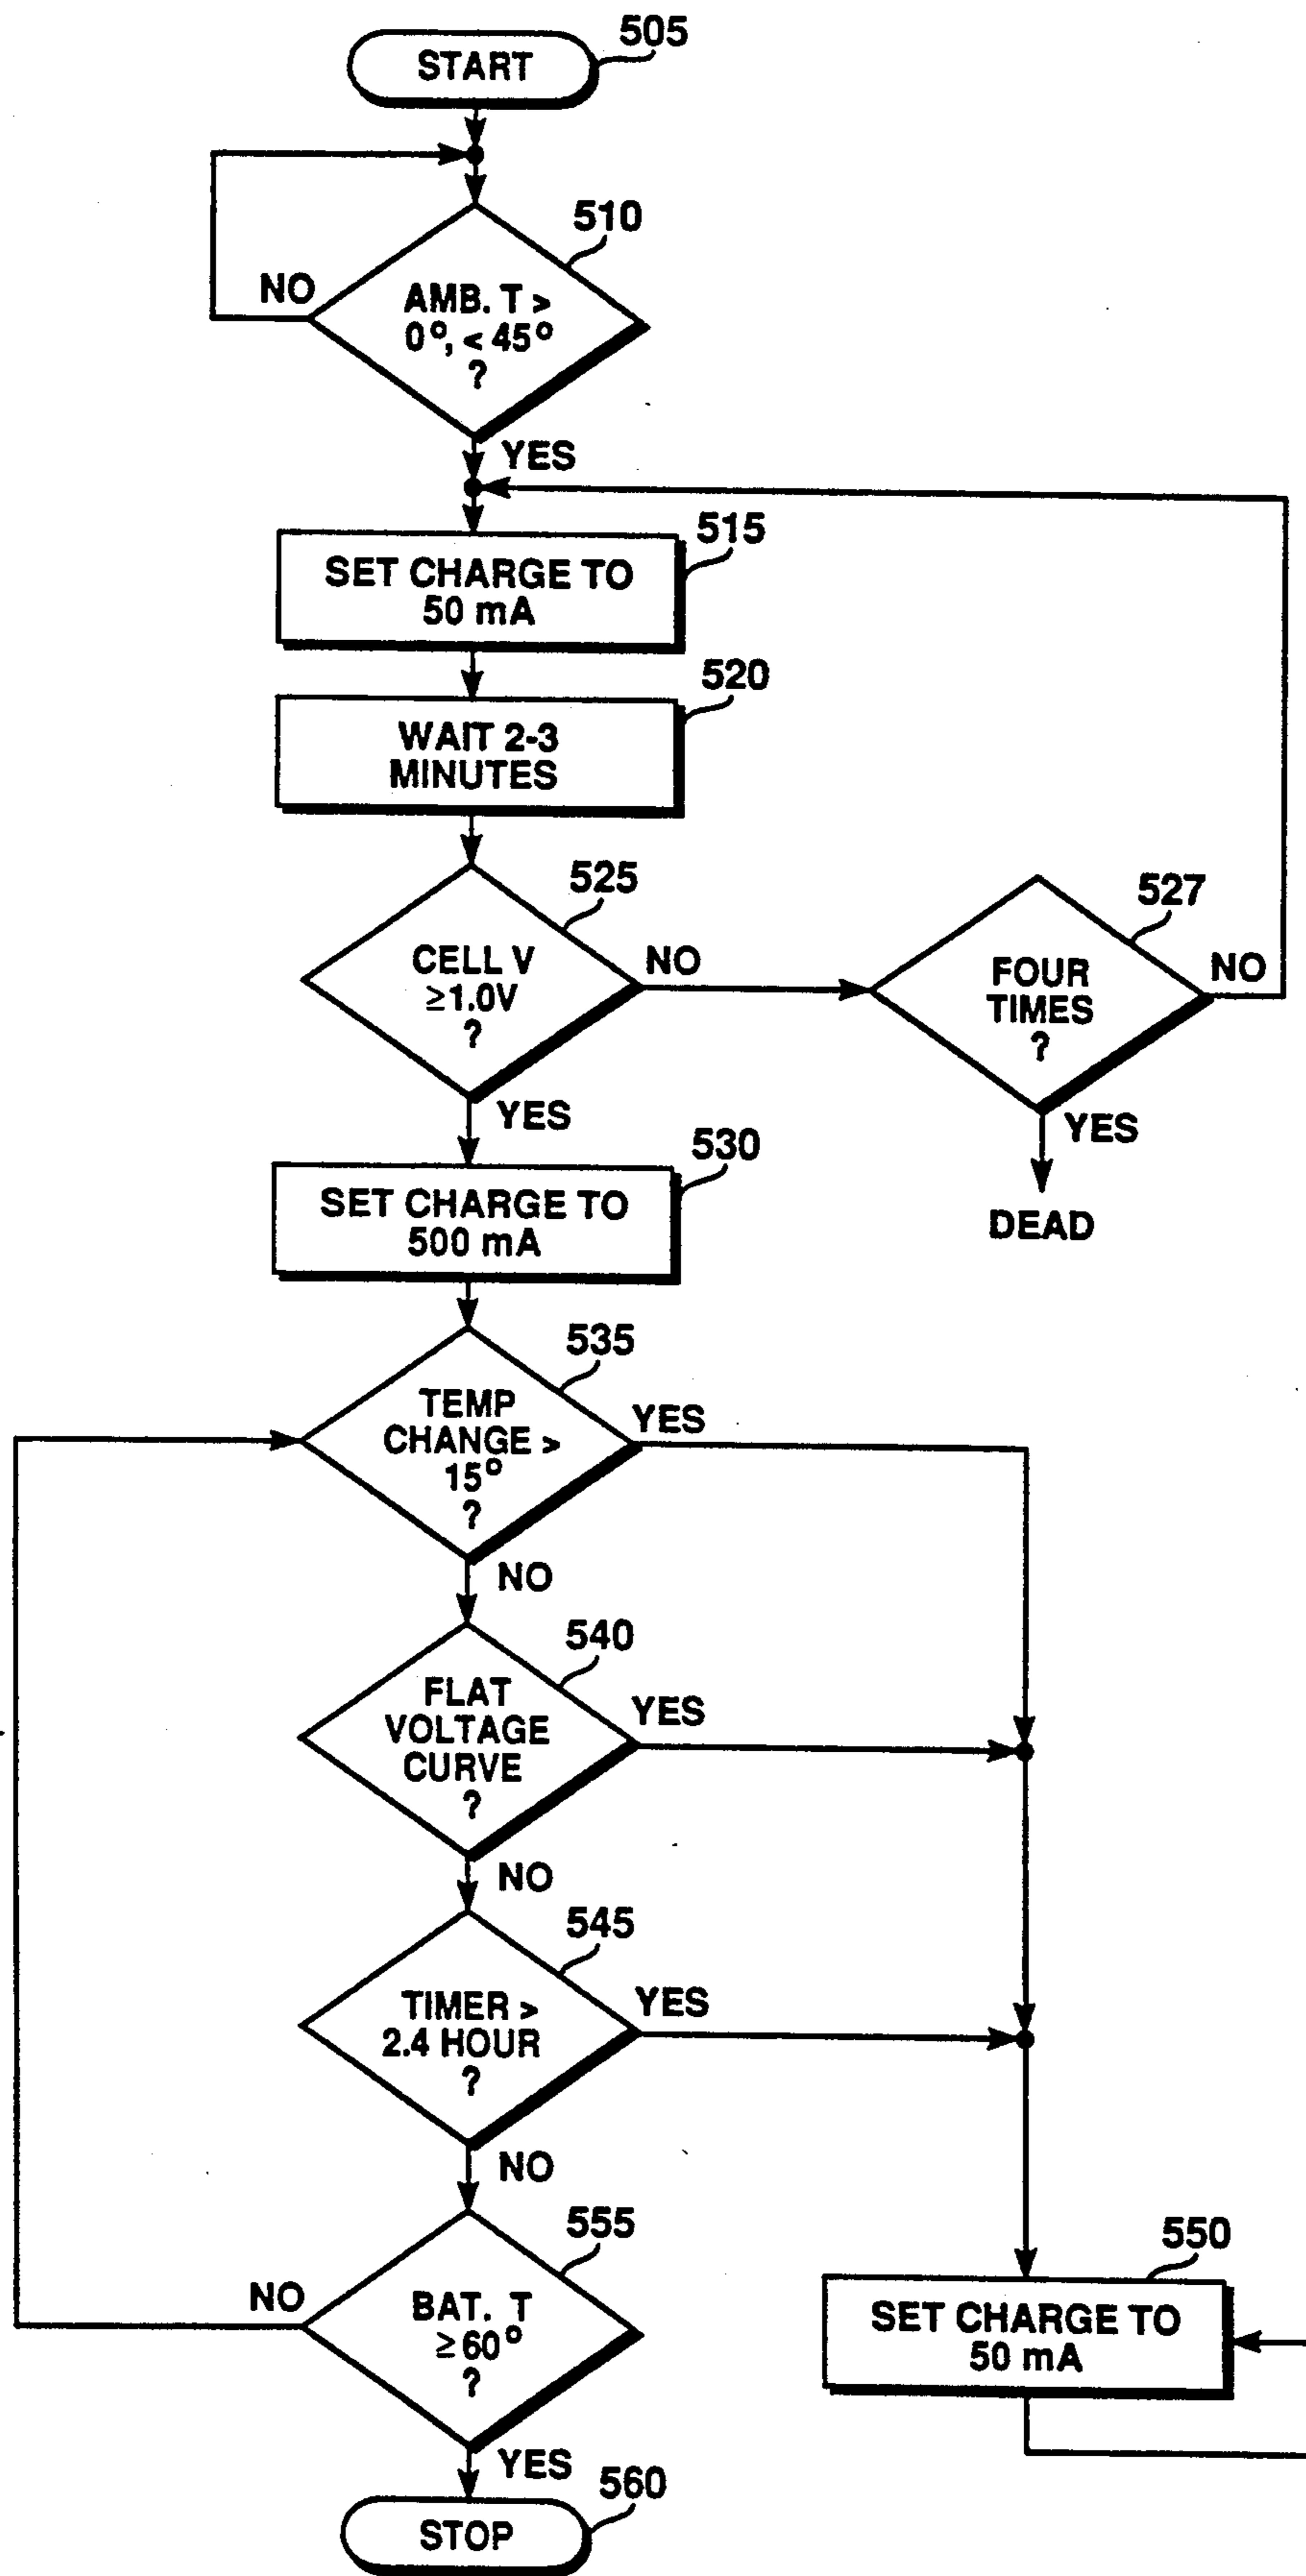 505
START
510
NO
AMB. T >
0°, < 45°
?
YES
515
SET CHARGE TO
50 mA
520
WAIT 2-3
MINUTES
525
CELL V
≥1.0V
?
NO
527
FOUR
TIMES
?
NO
YES
YES
DEAD
530
SET CHARGE TO
500 mA
535
TEMP
CHANGE >
15°
?
YES
NO
540
FLAT
VOLTAGE
CURVE
?
YES
NO
545
TIMER >
2.4 HOUR
?
YES
NO
555
NO
BAT. T
≥60°
?
550
SET CHARGE TO
50 mA
YES
560
STOP